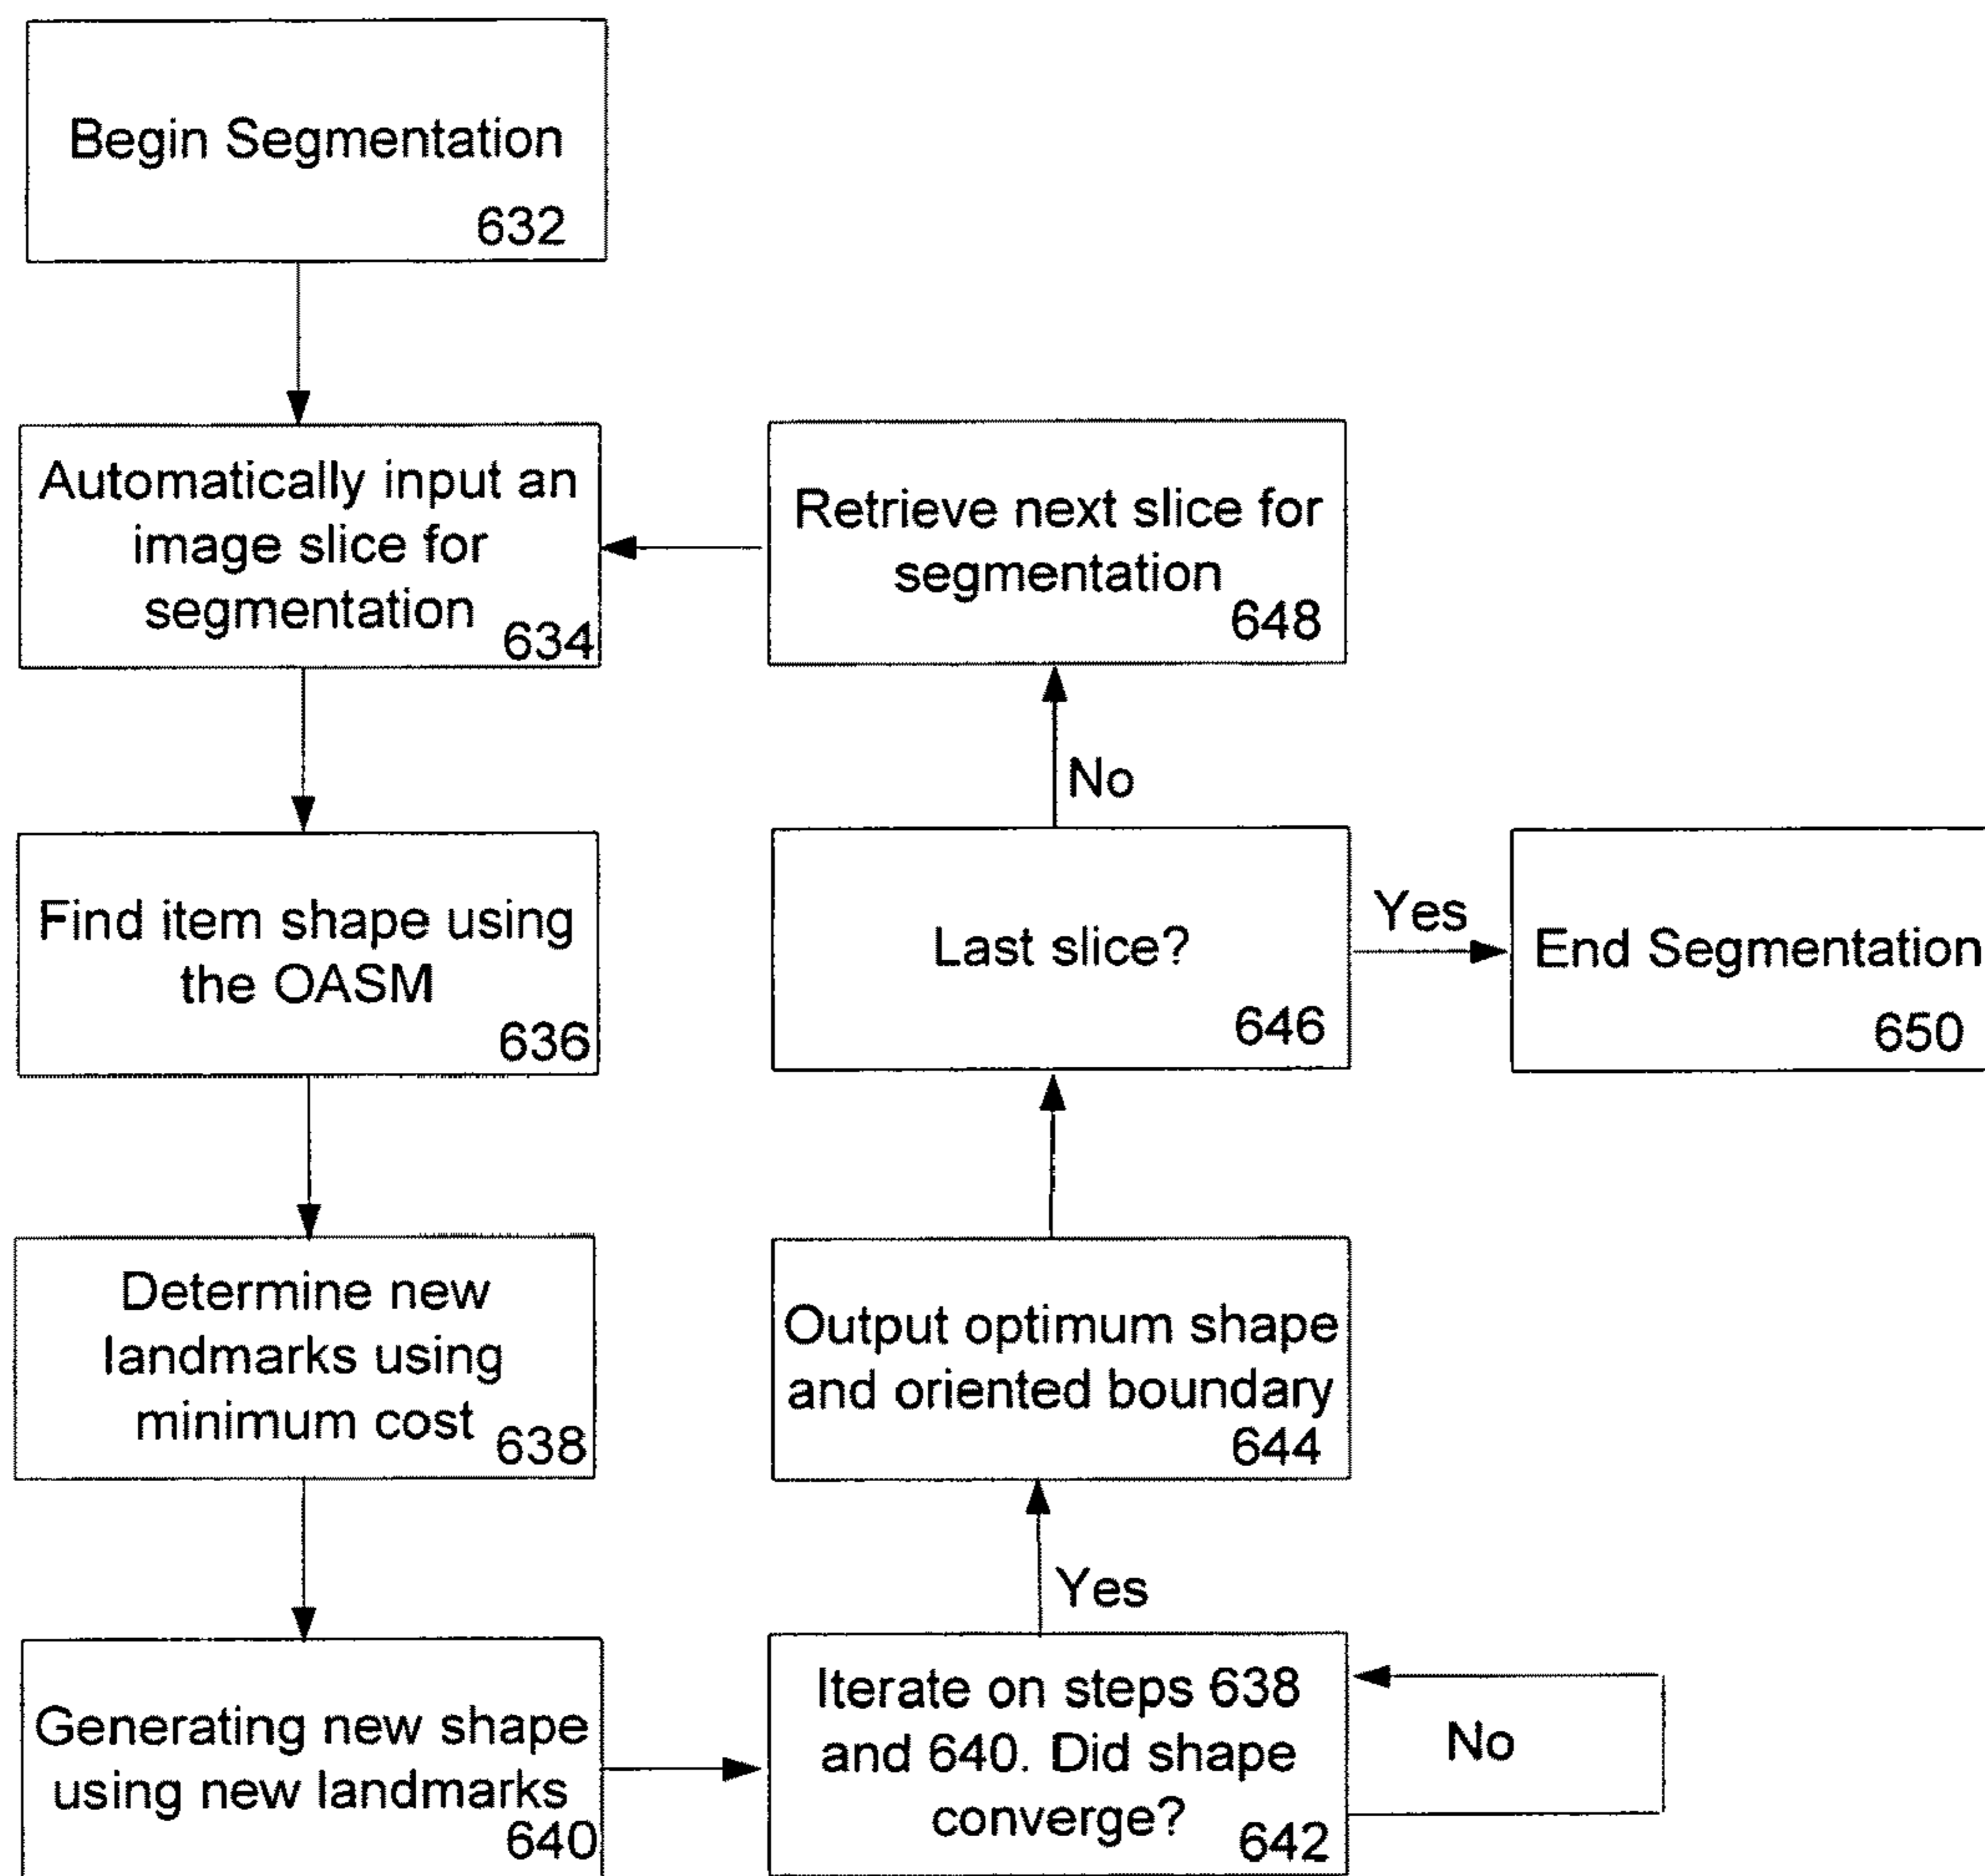 Begin Segmentation
632
Automatically input an
image slice for
segmentation
634
Find item shape using
the OASM
636
Determine new
landmarks using
minimum cost
638
Generating new shape
using new landmarks
640
Iterate on steps 638
and 640. Did shape
converge?
642
No
Yes
Output optimum shape
and oriented boundary
644
Last slice?
646
No
Retrieve next slice for
segmentation
648
Yes
End Segmentation
650